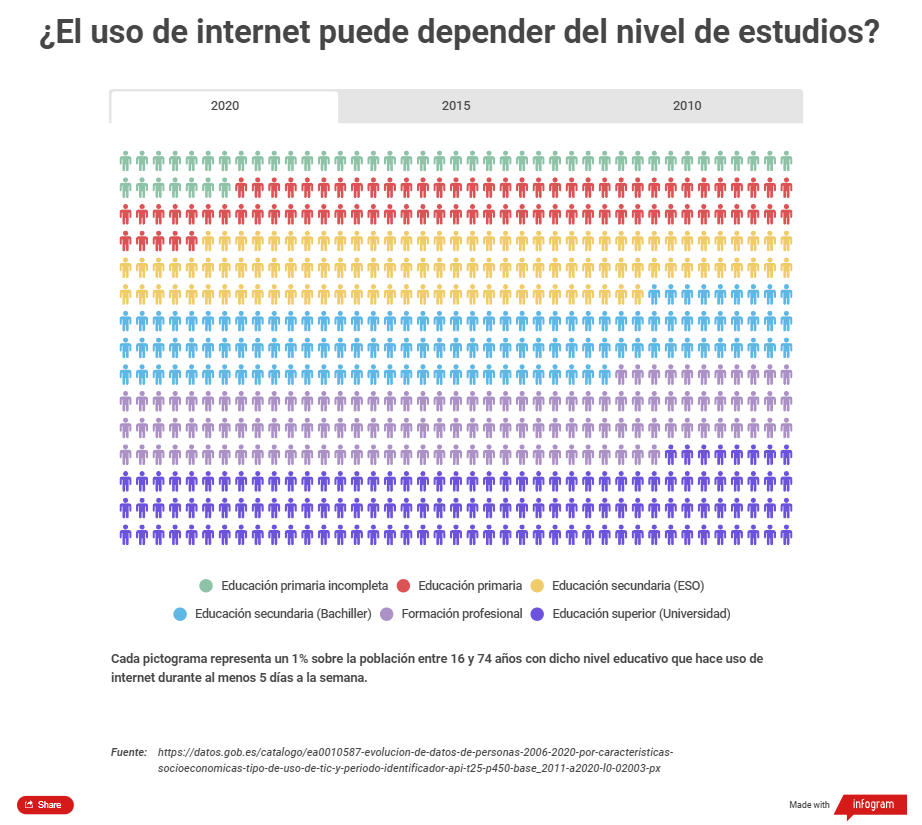 ¿El uso de internet puede depender del nivel de estudios?
2020 2015 2010
Educación primaria incompleta Educación primaria Educación secundaria (ESO)
Educación secundaria (Bachiller) Formación profesional Educación superior (Universidad)
Cada pictograma representa un 1% sobre la población entre 16 y 74 años con dicho nivel educativo que hace uso de
internet durante al menos 5 días a la semana.
Fuente: https://datos.gob.es/catalogo/ea0010587-evolucion-de-datos-de-personas-2006-2020-por-caracteristicas-
socioeconomicas-tipo-de-uso-de-tic-y-periodo-identificador-api-t25-p450-base_2011-a2020-l0-02003-px
Share Made with infogram